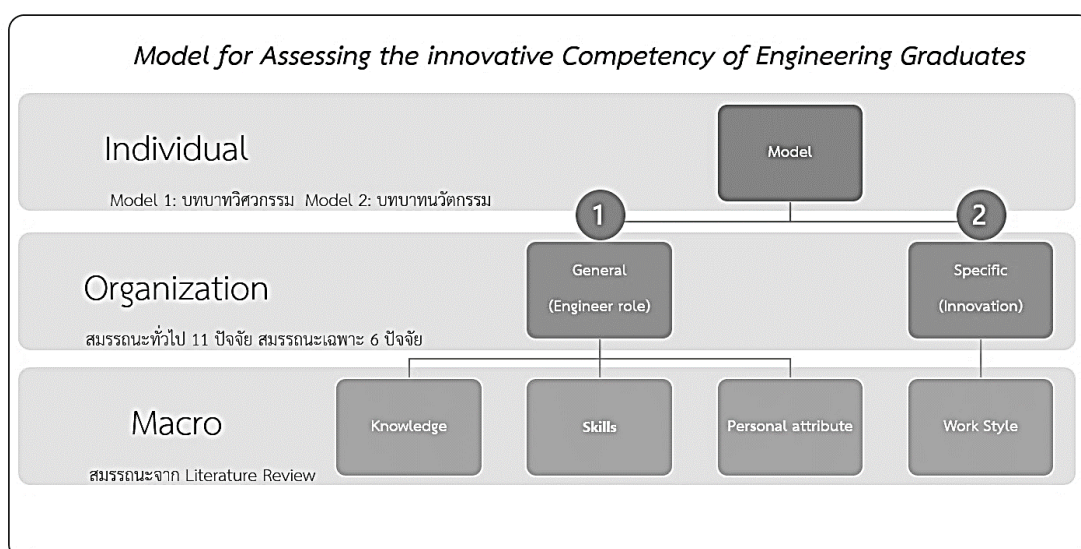 Model for Assessing the innovative Competency of Engineering Graduates
Individual
Model 1: บทบาทวิศวกรรม Model 2: บทบาทนวัตกรรม
Model
1
2
Organization
สมรรถนะทั่วไป 11 ปัจจัย สมรรถนะเฉพาะ 6 ปัจจัย
General
(Engineer role)
Specific
(Innovation)
Macro
สมรรถนะจาก Literature Review
Knowledge
Skills
Personal attribute
Work Style